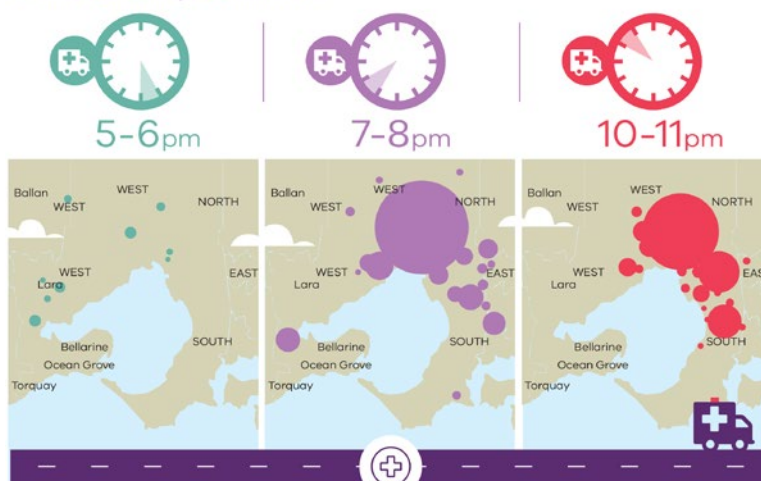 5-6pm
7-8pm
10-11pm
Ballan
WEST
WEST
NORTH
WEST
Lara
EAST
Bellarine
SOUTH
Ocean Grove
Torquay
Ballan
WEST
WEST
NORTH
WEST
Lara
EAST
Bellarine
SOUTH
Ocean Grove
Torquay
Ballan
WEST
WEST
NORTH
WEST
Lara
EAS
Bellarine
SOUTH
Ocean Grove
Torquay